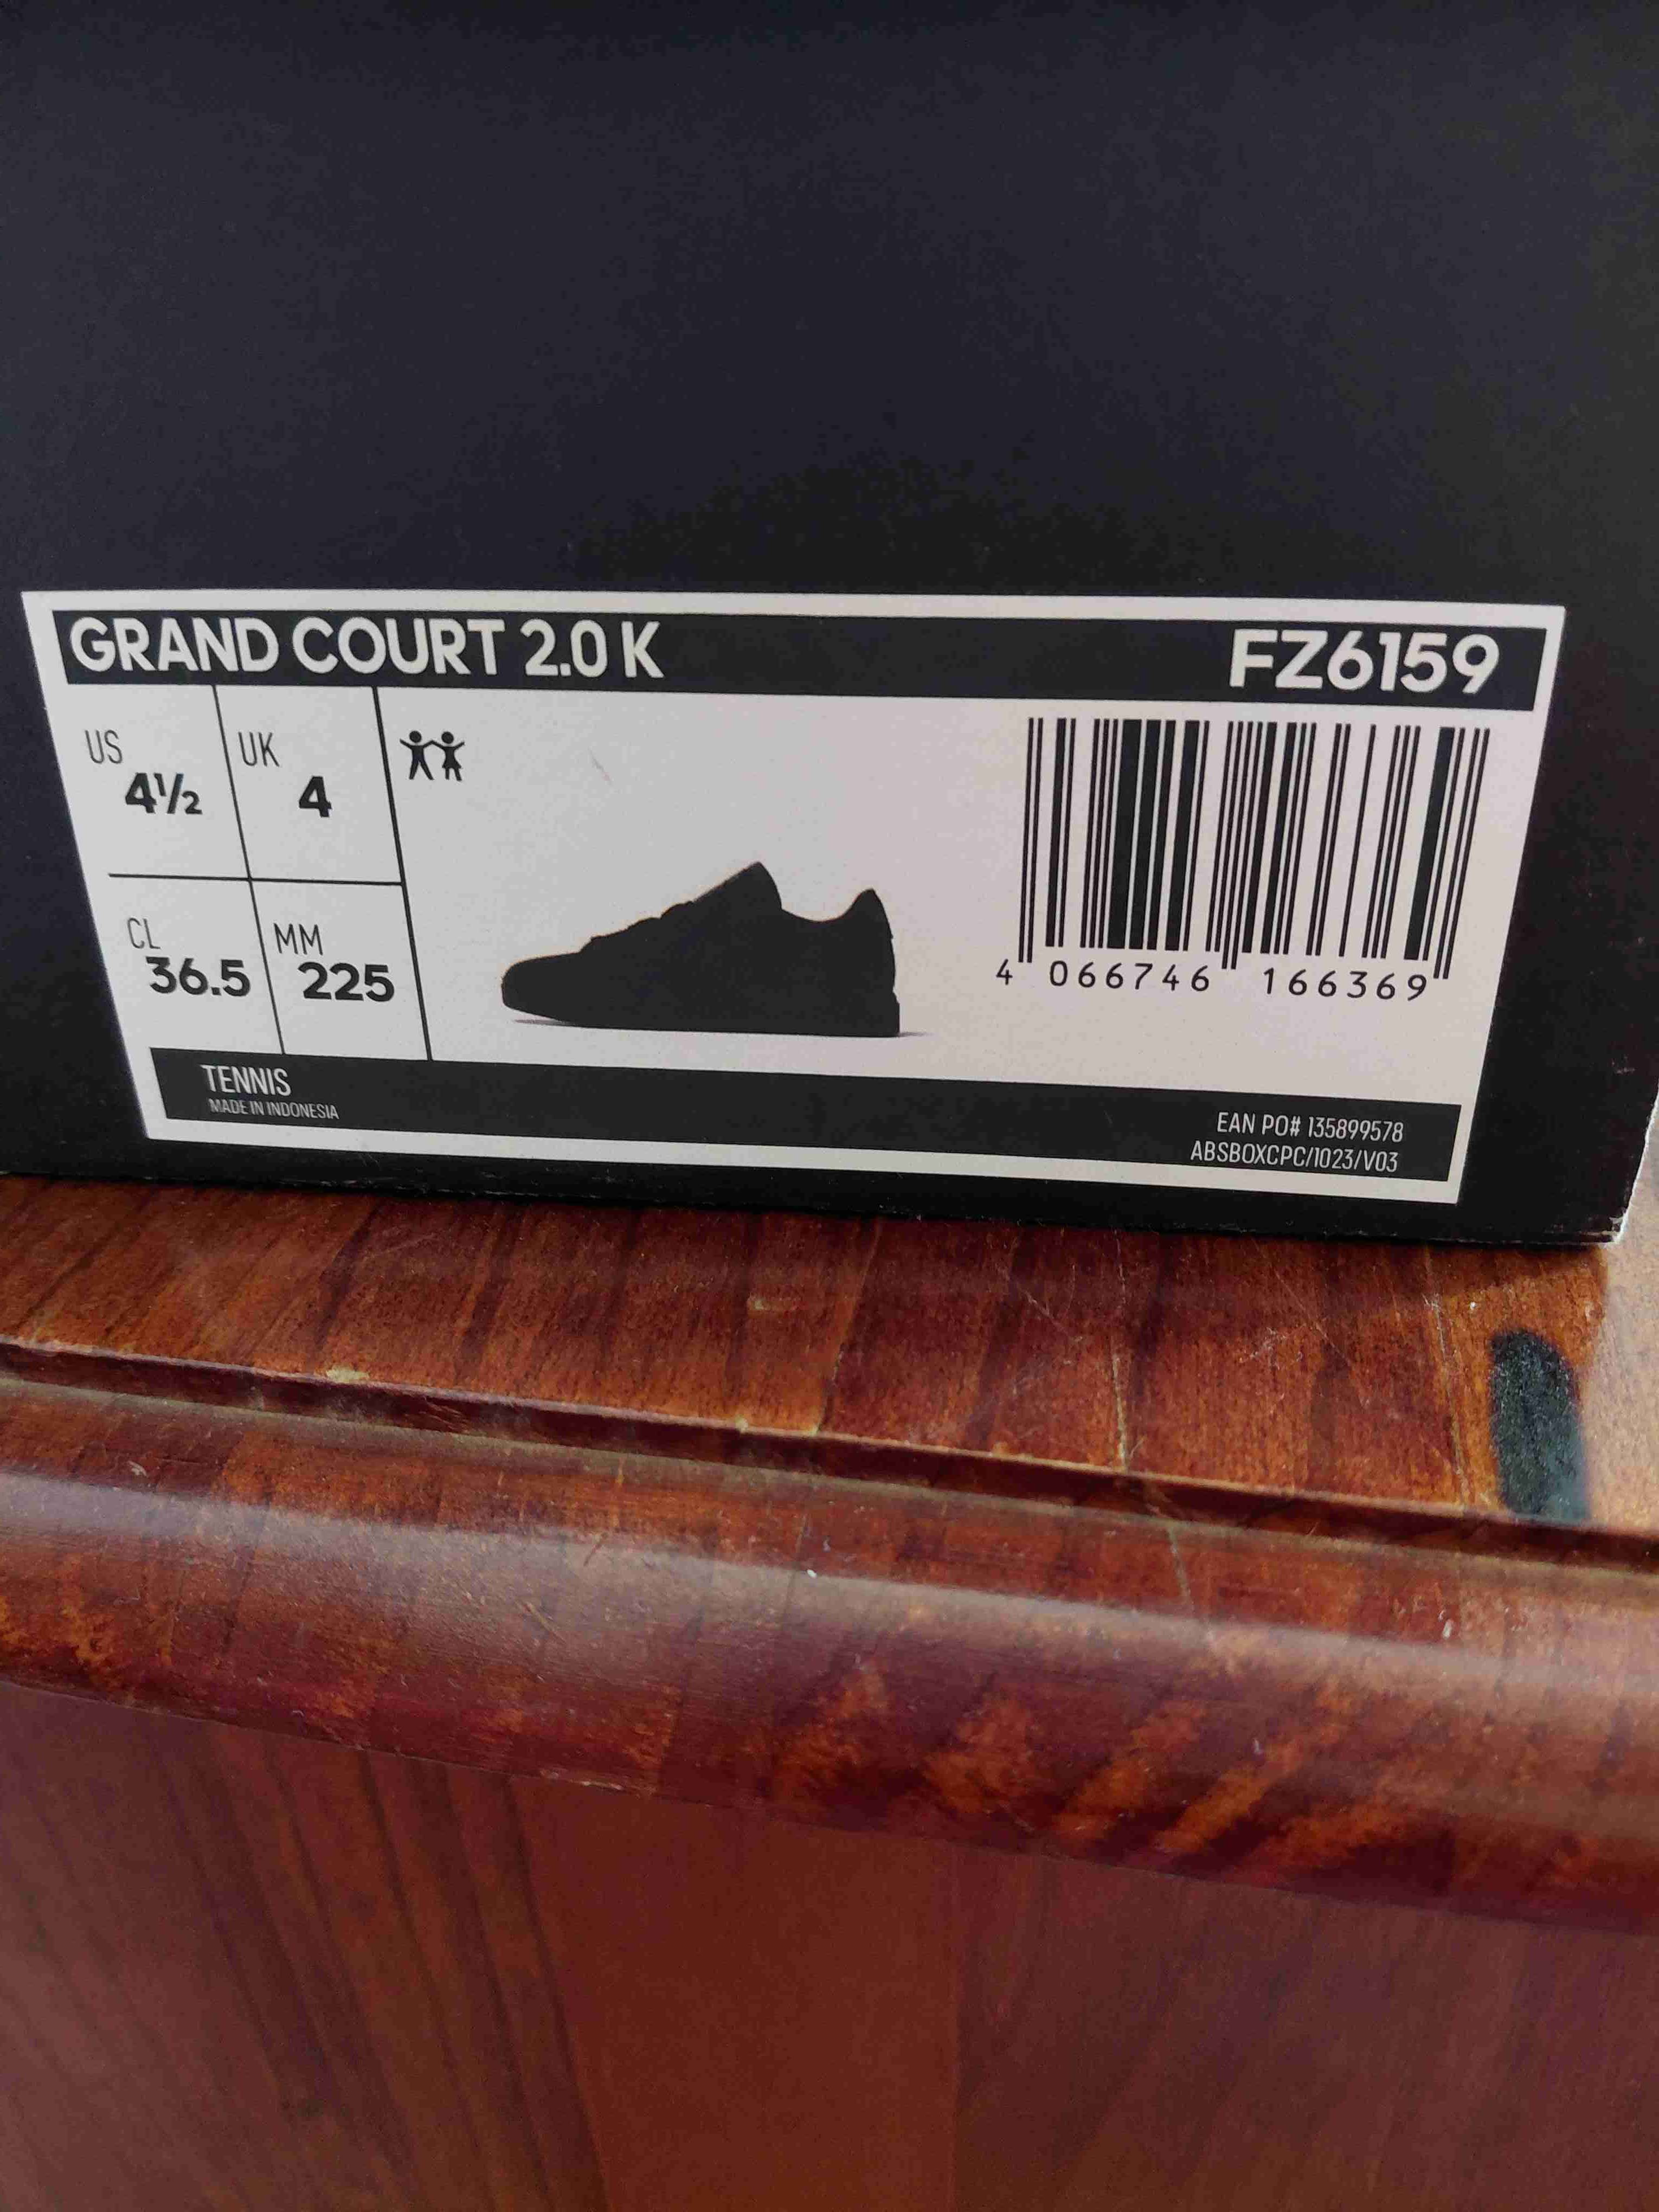 GRAND COURT 2.0 K FZ6159
US UK
4½ 4
CL MM
36.5 225
4 066746 166369
TENNIS
MADE IN INDONESIA
EAN PO# 135899578
ABSBOXCPC/1023/V03